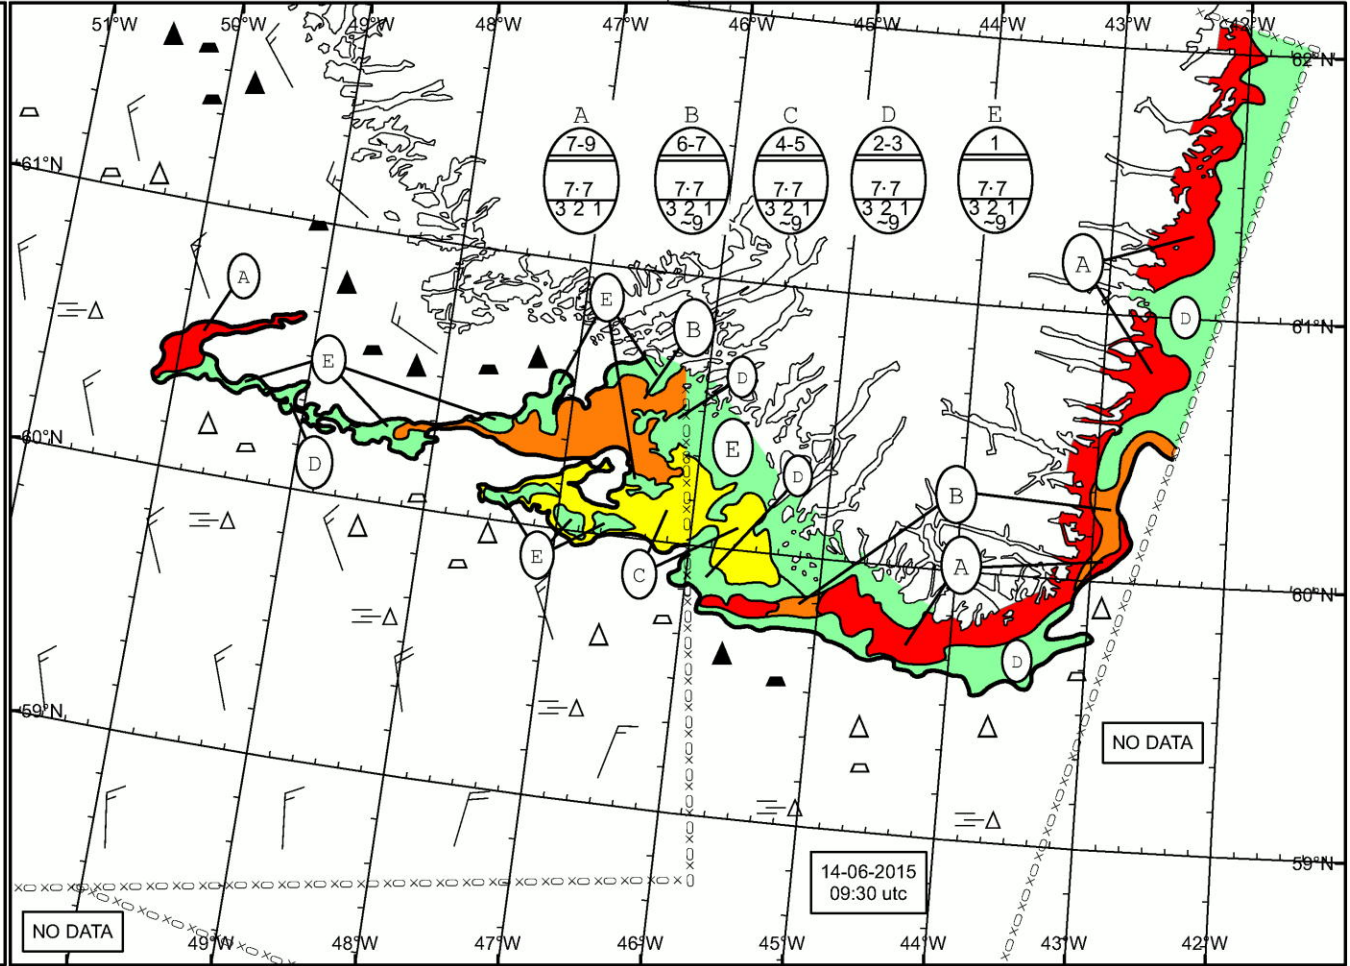 51°W 50°W 49°W 48°W 47°W 46°W 45°W 44°W 43°W 42°W
62°N
A B C D E
7-9 6-7 4-5 2-3 1
7·7 7·7 7·7 7·7 7·7
3 2 1 3 2 1 3 2 1 3 2 1 3 2 1
~9 ~9 ~9 ~9
61°N
A
A
E
D
61°N
B
E
D
60°N
E
D
D
B
E
C
A
60°N
D
59°N
NO DATA
14-06-2015
09:30 utc
59°N
NO DATA
49°W 48°W 47°W 46°W 45°W 44°W 43°W 42°W